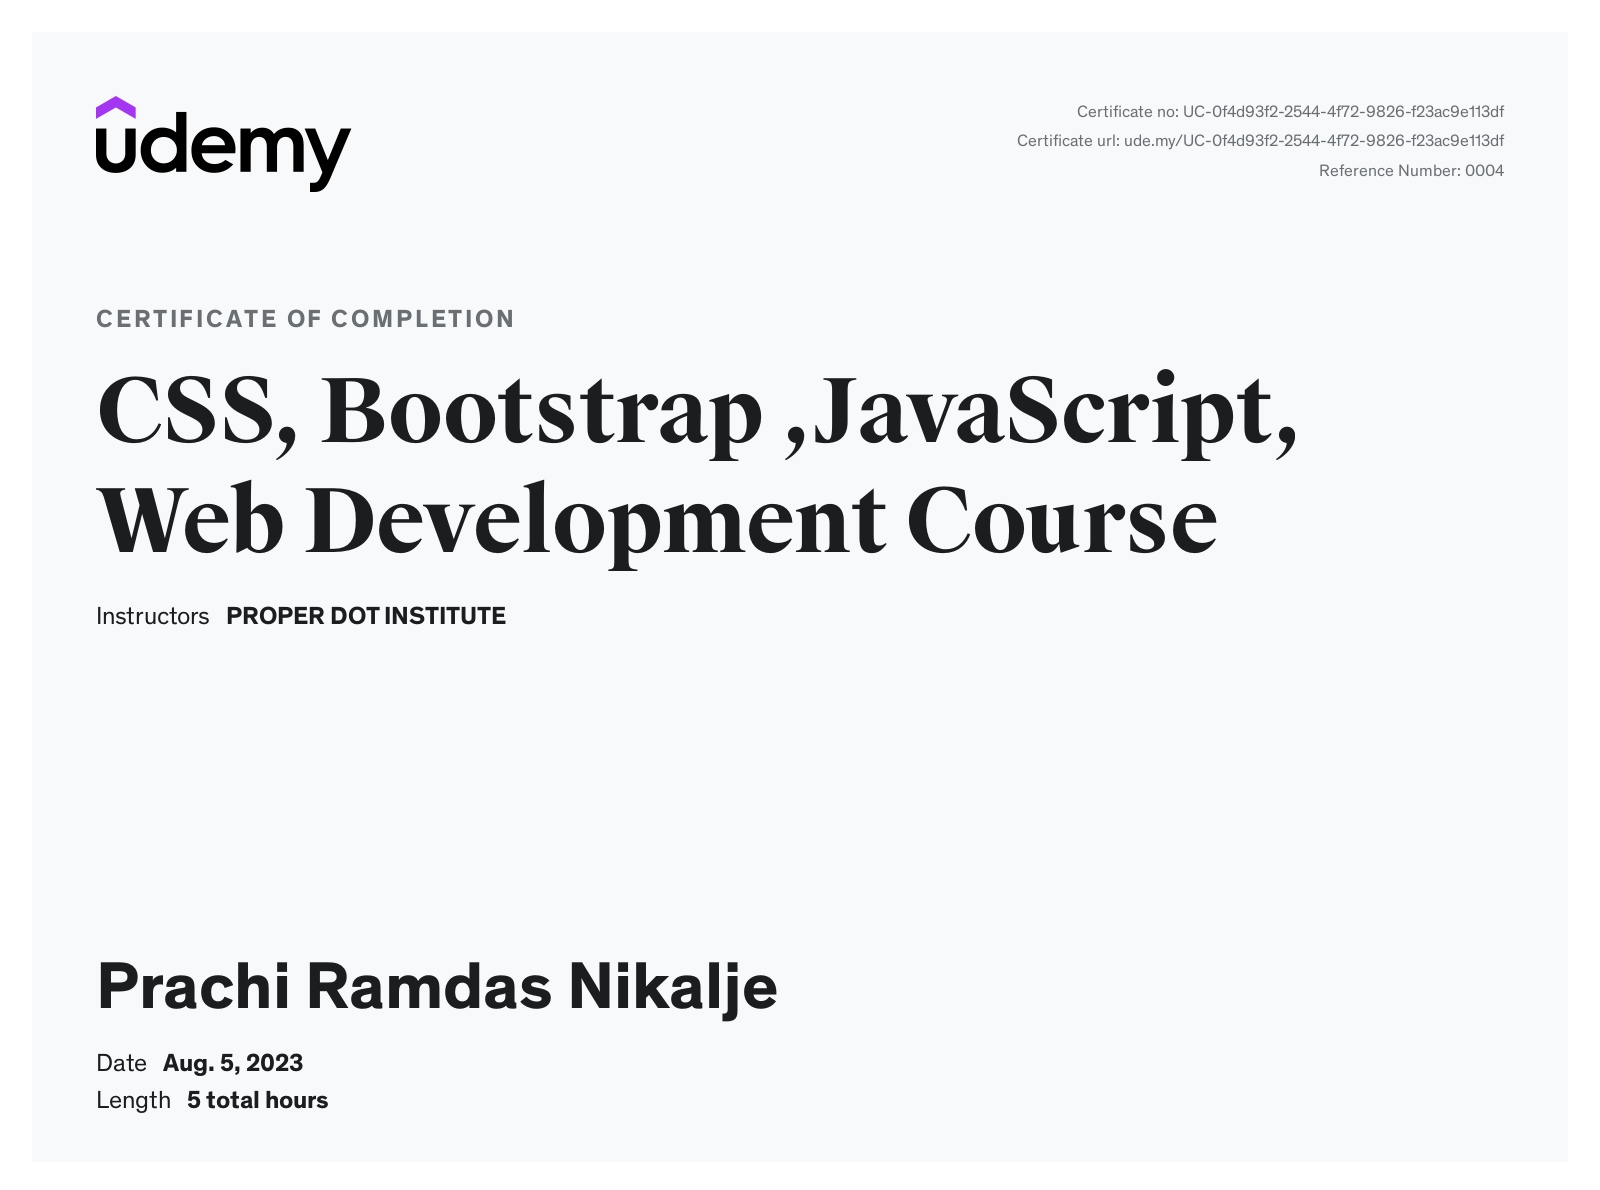 udemy
Certificate no: UC-0f4d93f2-2544-4f72-9826-f23ac9e113df
Certificate url: ude.my/UC-0f4d93f2-2544-4f72-9826-f23ac9e113df
Reference Number: 0004
CERTIFICATE OF COMPLETION
CSS, Bootstrap ,JavaScript,
Web Development Course
Instructors PROPER DOT INSTITUTE
Prachi Ramdas Nikalje
Date Aug. 5, 2023
Length 5 total hours